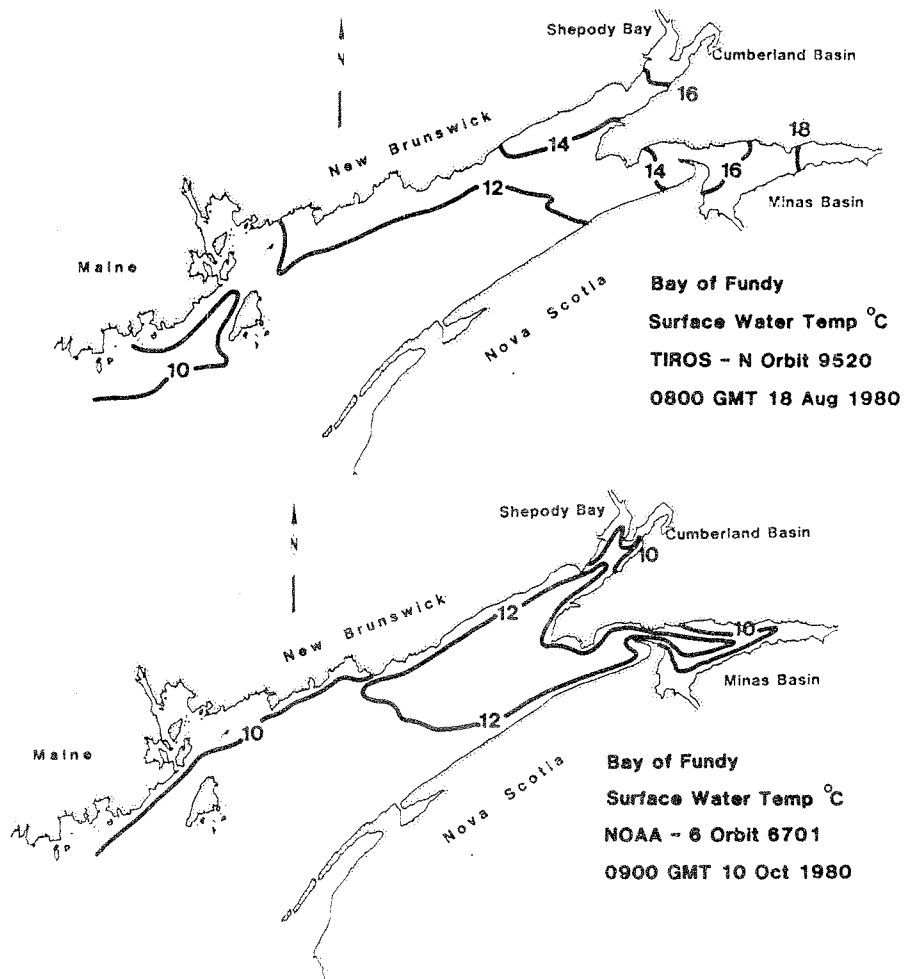 Shepody Bay
N
Cumberland Basin
16
New Brunswick
14
18
14
16
12
Minas Basin
Maine
10
Nova Scotia
Bay of Fundy
Surface Water Temp °C
TIROS - N Orbit 9520
0800 GMT 18 Aug 1980
Shepody Bay
Cumberland Basin
N
10
12
New Brunswick
10
Minas Basin
12
10
Maine
Nova Scotia
Bay of Fundy
Surface Water Temp °C
NOAA - 6 Orbit 6701
0900 GMT 10 Oct 1980